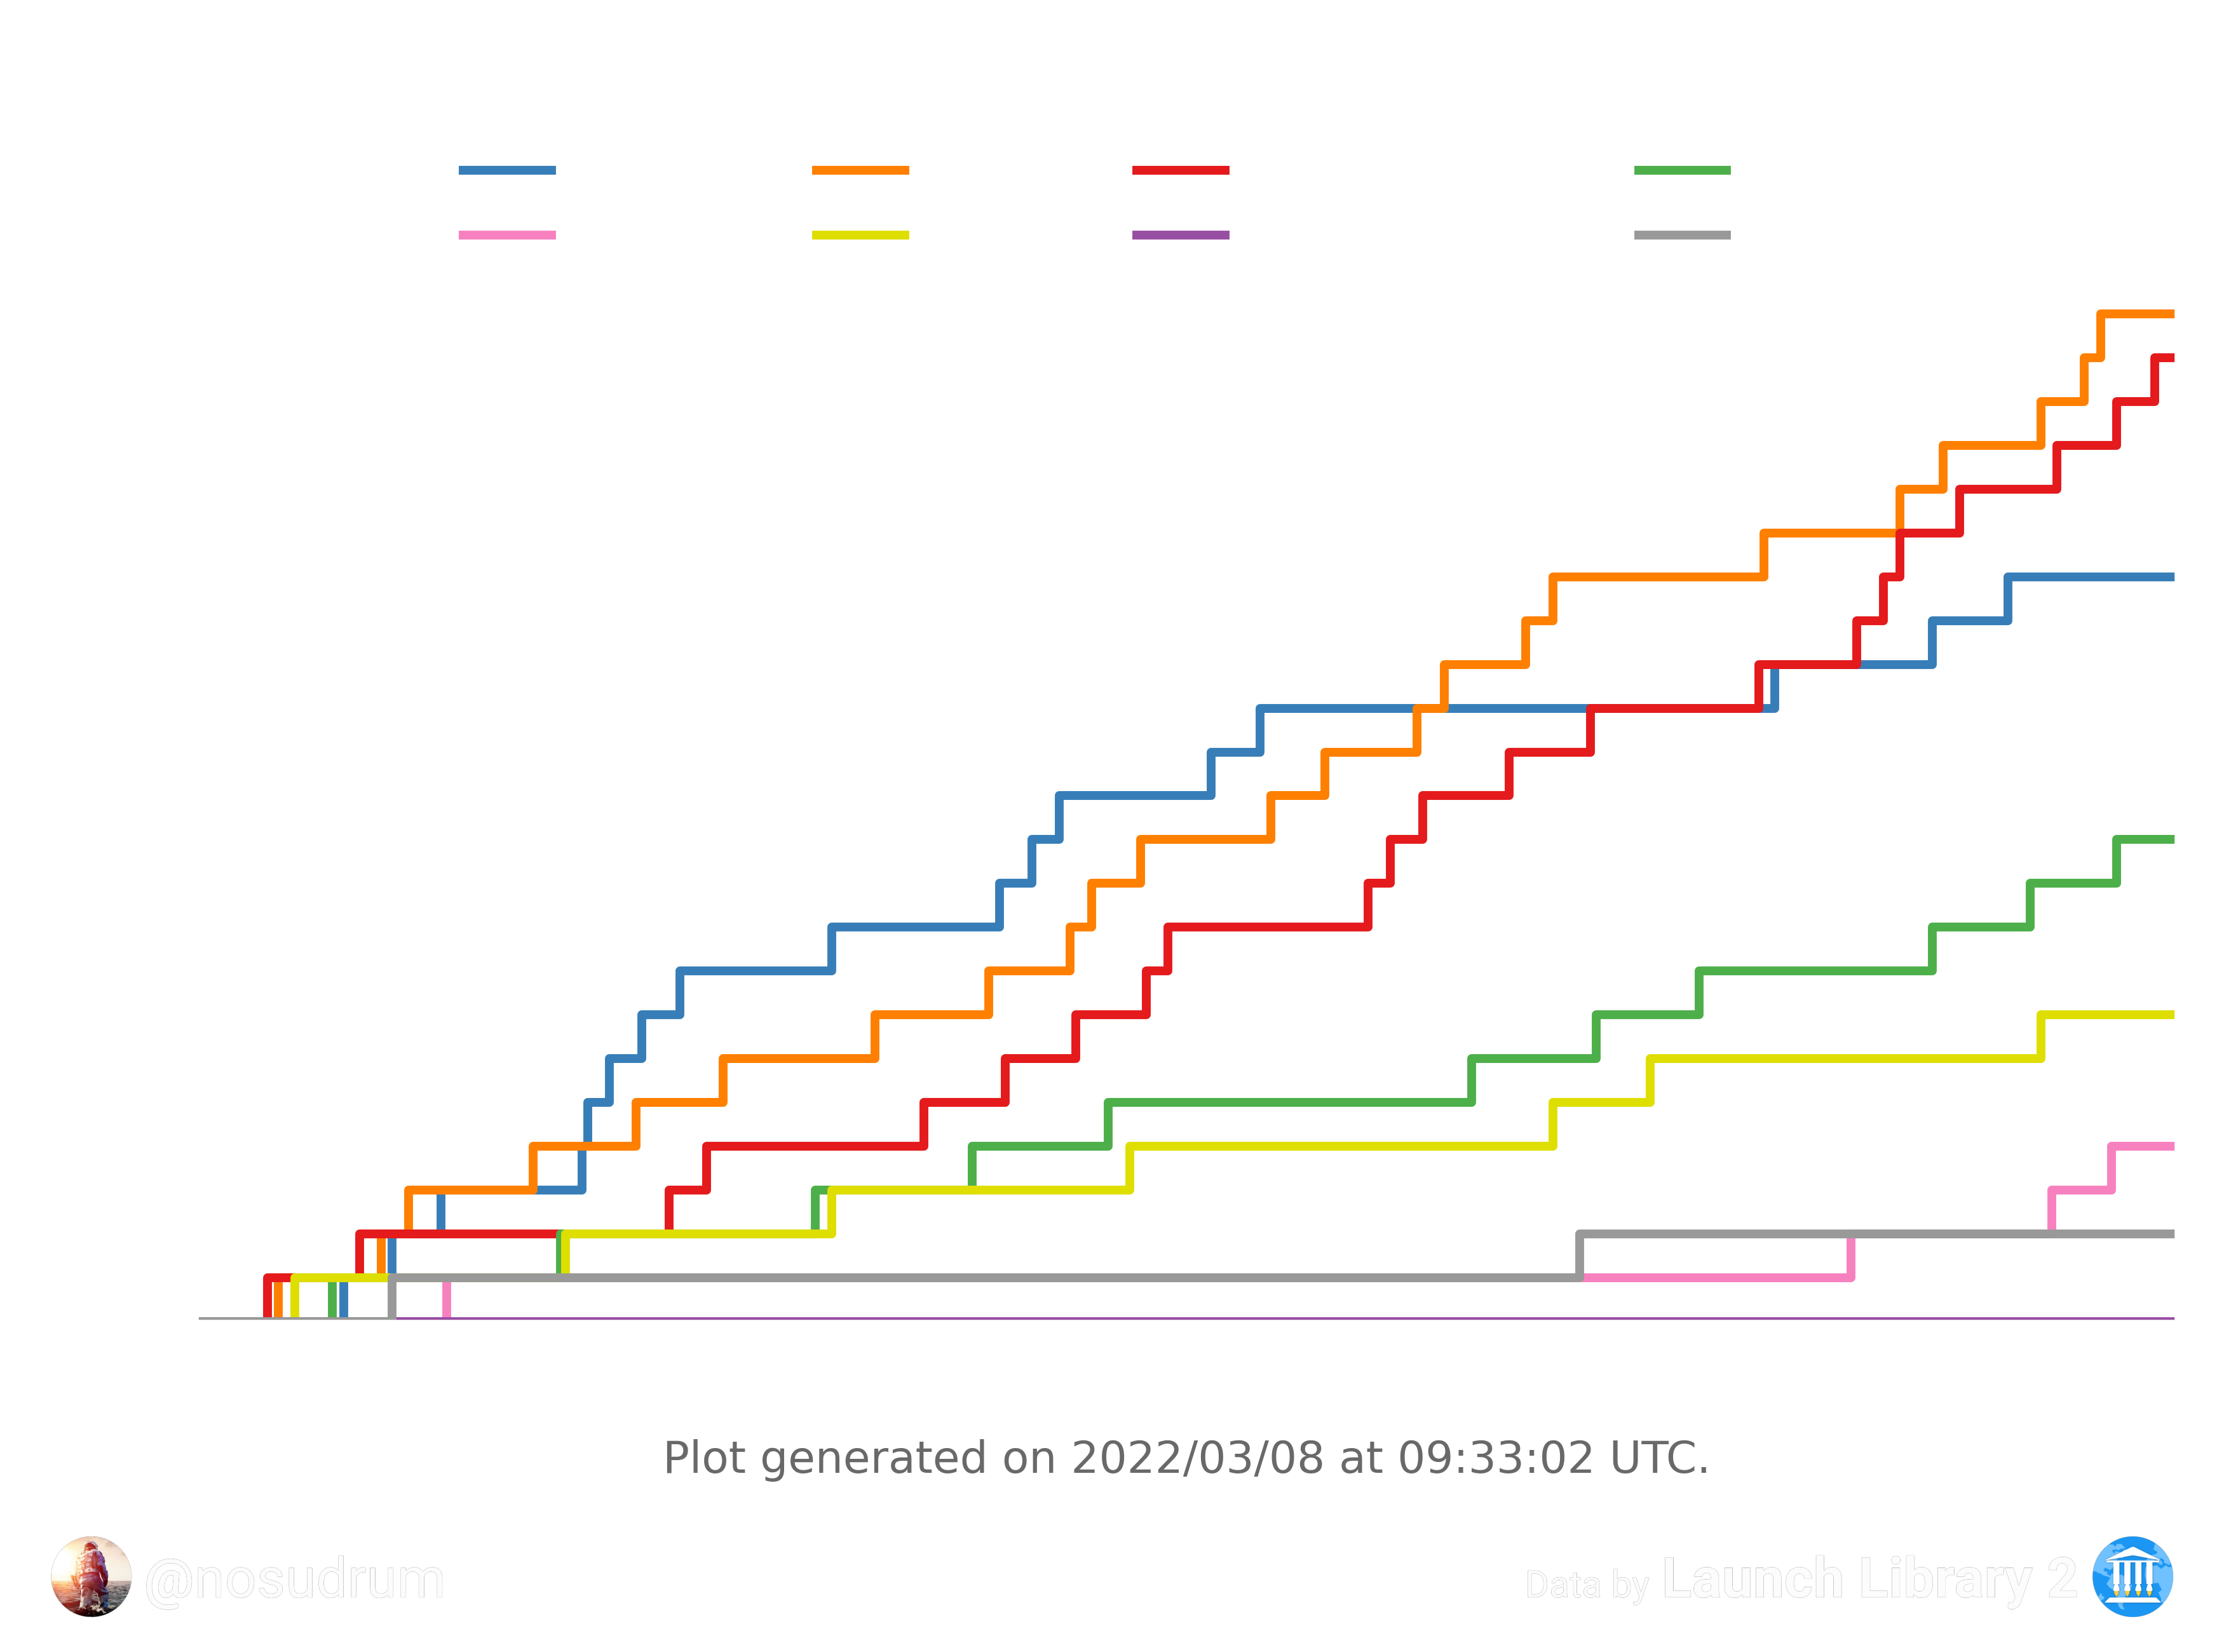 Plot generated on 2022/03/08 at 09:33:02 UTC.
@nosudrum
Data by Launch Library 2